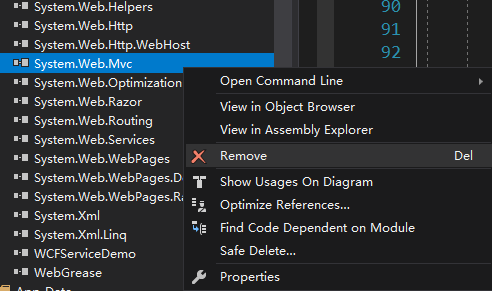 System.Web.Helpers
System.Web.Http
System.Web.Http.WebHost
System.Web.Mvc
System.Web.Optimization
System.Web.Razor
System.Web.Routing
System.Web.Services
System.Web.WebPages
System.Web.WebPages.D
System.Web.WebPages.Ra
System.Xml
System.Xml.Linq
WCFServiceDemo
WebGrease
App_Data
90
91
92
Open Command Line
View in Object Browser
View in Assembly Explorer
Remove Del
Show Usages On Diagram
Optimize References...
Find Code Dependent on Module
Safe Delete...
Properties